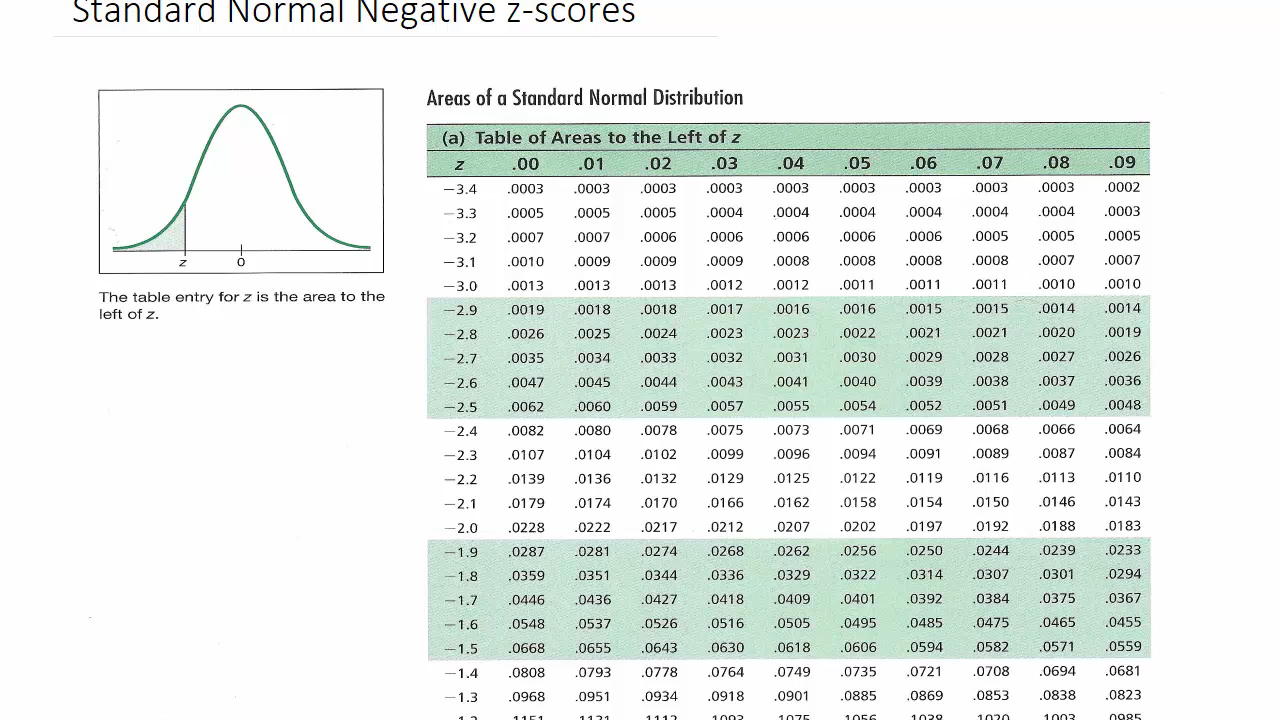 Standard Normal Negative z-scores
z 0
The table entry for z is the area to the
left of z.
Areas of a Standard Normal Distribution
(a) Table of Areas to the Left of z
z .00 .01 .02 .03 .04 .05 .06 .07 .08 .09
−3.4 .0003 .0003 .0003 .0003 .0003 .0003 .0003 .0003 .0003 .0002
−3.3 .0005 .0005 .0005 .0004 .0004 .0004 .0004 .0004 .0004 .0003
−3.2 .0007 .0007 .0006 .0006 .0006 .0006 .0006 .0005 .0005 .0005
−3.1 .0010 .0009 .0009 .0009 .0008 .0008 .0008 .0008 .0007 .0007
−3.0 .0013 .0013 .0013 .0012 .0012 .0011 .0011 .0011 .0010 .0010
−2.9 .0019 .0018 .0018 .0017 .0016 .0016 .0015 .0015 .0014 .0014
−2.8 .0026 .0025 .0024 .0023 .0023 .0022 .0021 .0021 .0020 .0019
−2.7 .0035 .0034 .0033 .0032 .0031 .0030 .0029 .0028 .0027 .0026
−2.6 .0047 .0045 .0044 .0043 .0041 .0040 .0039 .0038 .0037 .0036
−2.5 .0062 .0060 .0059 .0057 .0055 .0054 .0052 .0051 .0049 .0048
−2.4 .0082 .0080 .0078 .0075 .0073 .0071 .0069 .0068 .0066 .0064
−2.3 .0107 .0104 .0102 .0099 .0096 .0094 .0091 .0089 .0087 .0084
−2.2 .0139 .0136 .0132 .0129 .0125 .0122 .0119 .0116 .0113 .0110
−2.1 .0179 .0174 .0170 .0166 .0162 .0158 .0154 .0150 .0146 .0143
−2.0 .0228 .0222 .0217 .0212 .0207 .0202 .0197 .0192 .0188 .0183
−1.9 .0287 .0281 .0274 .0268 .0262 .0256 .0250 .0244 .0239 .0233
−1.8 .0359 .0351 .0344 .0336 .0329 .0322 .0314 .0307 .0301 .0294
−1.7 .0446 .0436 .0427 .0418 .0409 .0401 .0392 .0384 .0375 .0367
−1.6 .0548 .0537 .0526 .0516 .0505 .0495 .0485 .0475 .0465 .0455
−1.5 .0668 .0655 .0643 .0630 .0618 .0606 .0594 .0582 .0571 .0559
−1.4 .0808 .0793 .0778 .0764 .0749 .0735 .0721 .0708 .0694 .0681
−1.3 .0968 .0951 .0934 .0918 .0901 .0885 .0869 .0853 .0838 .0823